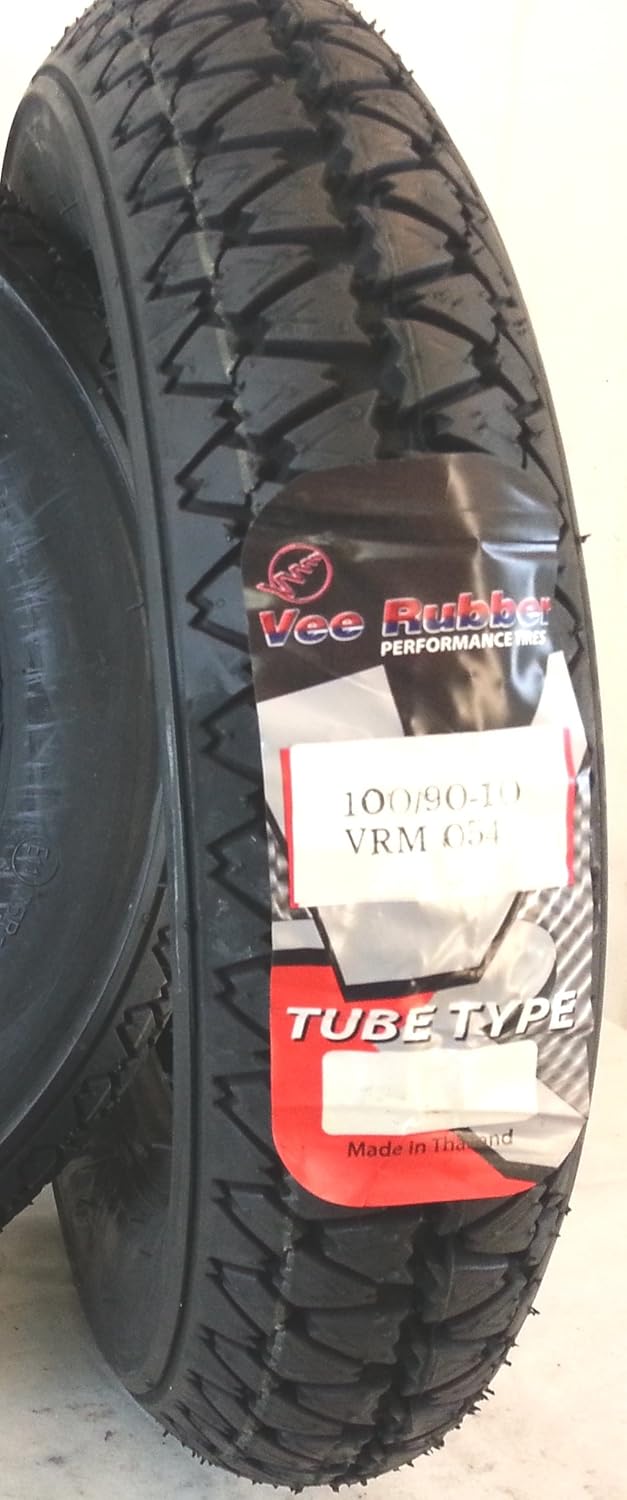 Vee Rubber
PERFORMANCE TIRES
100/90-10
VRM 054
TUBE TYPE
Made in Thailand